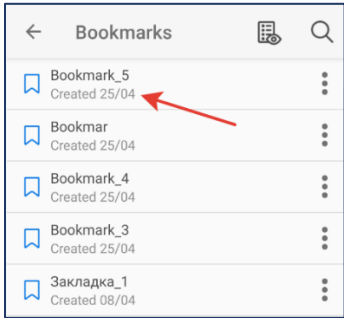 Bookmarks
Bookmark_5
Created 25/04
Bookmar
Created 25/04
Bookmark_4
Created 25/04
Bookmark_3
Created 25/04
Закладка_1
Created 08/04